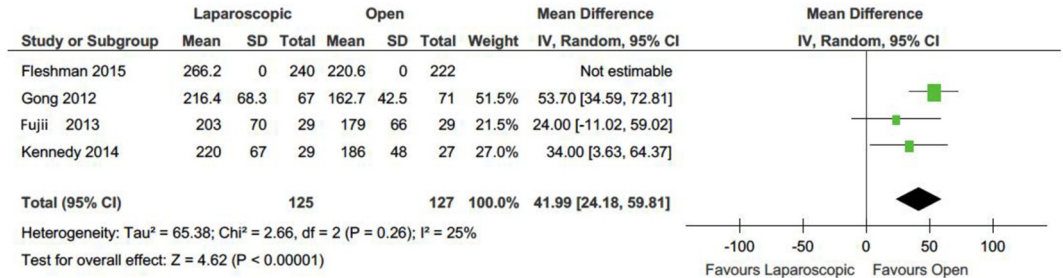 Laparoscopic Open Mean Difference Mean Difference
Study or Subgroup Mean SD Total Mean SD Total Weight IV, Random, 95% CI IV, Random, 95% CI
Fleshman 2015 266.2 0 240 220.6 0 222 Not estimable
Gong 2012 216.4 68.3 67 162.7 42.5 71 51.5% 53.70 [34.59, 72.81]
Fujii 2013 203 70 29 179 66 29 21.5% 24.00 [-11.02, 59.02]
Kennedy 2014 220 67 29 186 48 27 27.0% 34.00 [3.63, 64.37]
Total (95% CI) 125 127 100.0% 41.99 [24.18, 59.81]
Heterogeneity: Tau² = 65.38; Chi² = 2.66, df = 2 (P = 0.26); I² = 25%
-100 -50 0 50 100
Test for overall effect: Z = 4.62 (P < 0.00001)
Favours Laparoscopic Favours Open